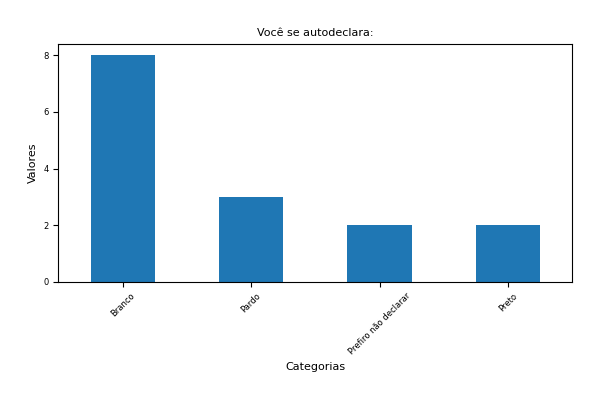 Você se autodeclara:
Valores
8
6
4
2
0
Branco
Pardo
Prefiro não declarar
Preto
Categorias